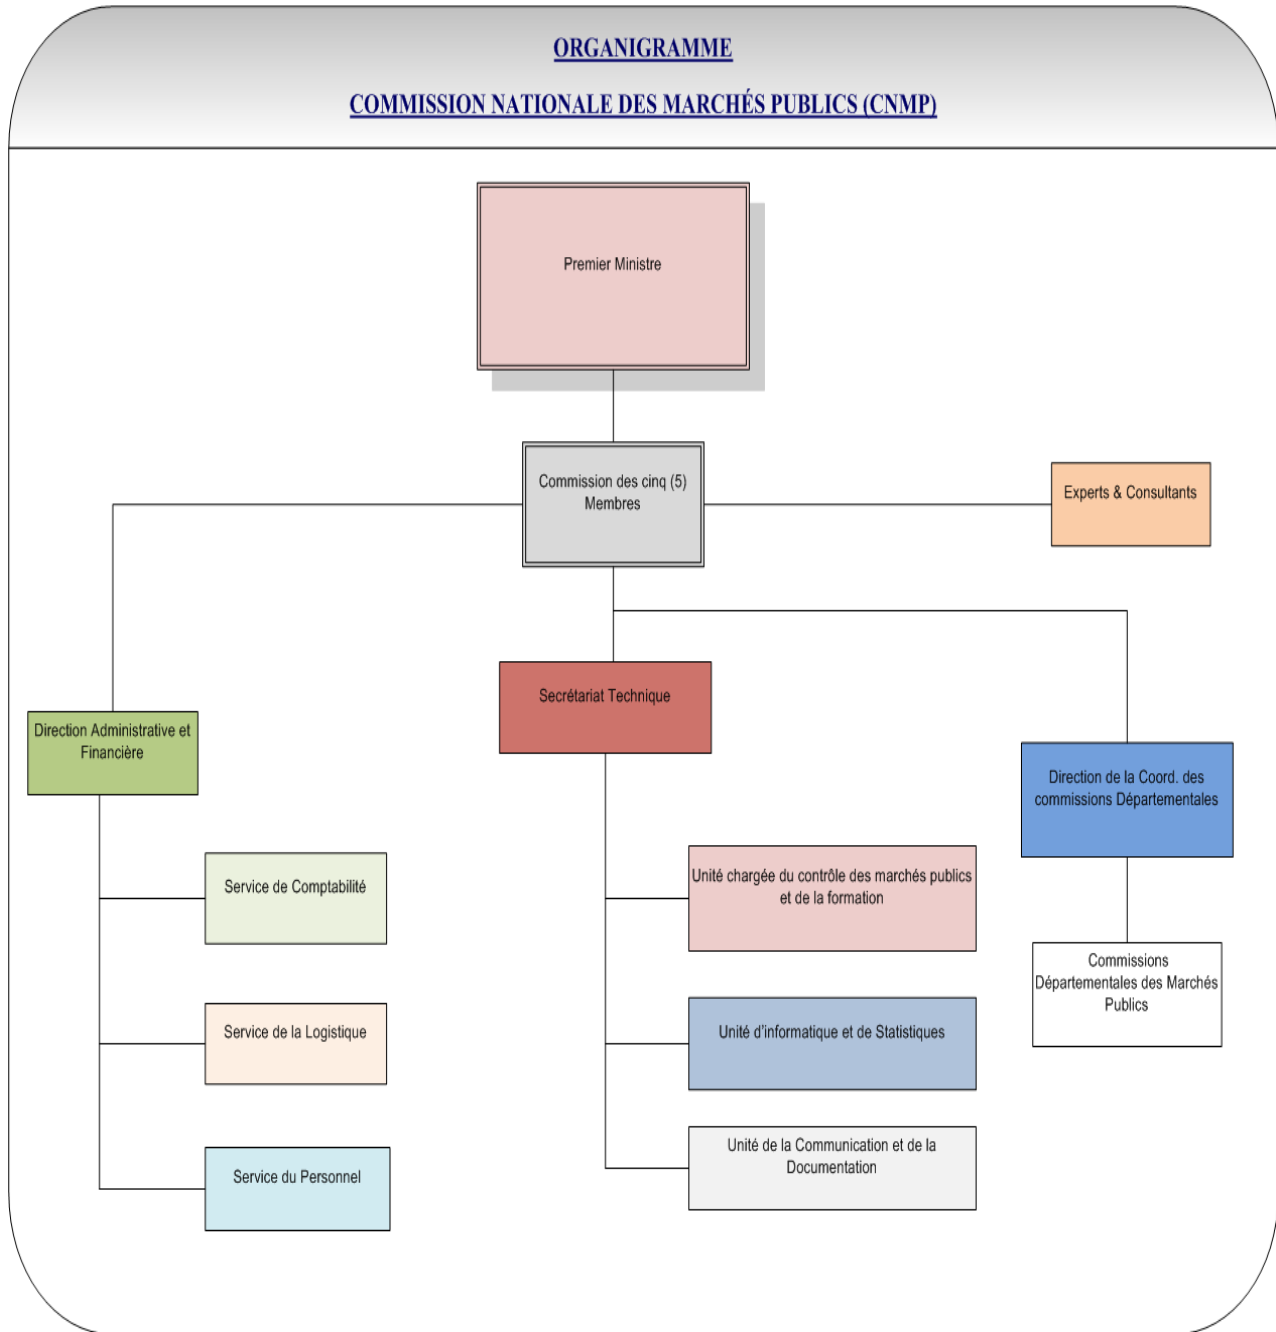 ORGANIGRAMME
COMMISSION NATIONALE DES MARCHÉS PUBLICS (CNMP)
Premier Ministre
Commission des cinq (5)
Membres
Experts & Consultants
Secrétariat Technique
Direction Administrative et
Financière
Direction de la Coord. des
commissions Départementales
Service de Comptabilité
Unité chargée du contrôle des marchés publics
et de la formation
Commissions
Départementales des Marchés
Publics
Service de la Logistique
Unité d'informatique et de Statistiques
Service du Personnel
Unité de la Communication et de la
Documentation